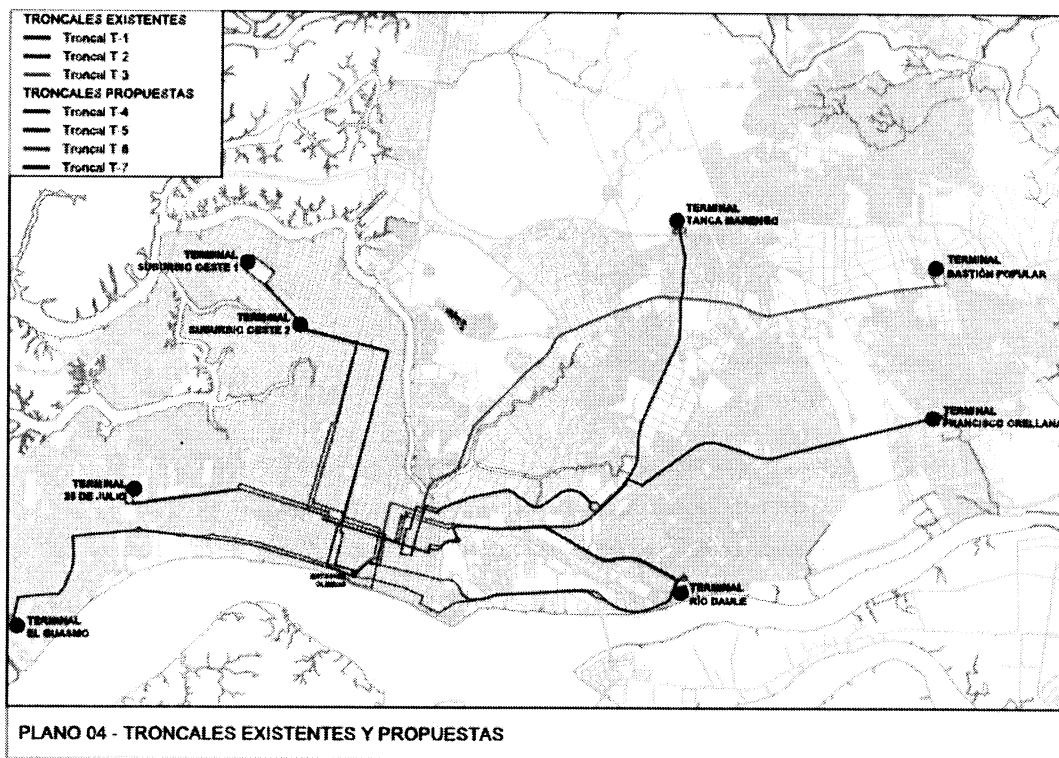 TRONCALES EXISTENTES
Troncal T-1
Troncal T-2
Troncal T-3
TRONCALES PROPUESTAS
Troncal T-4
Troncal T-5
Troncal T-6
Troncal T-7
TERMINAL
TANCA MARENGO
TERMINAL
SUBURBIO OESTE 1
TERMINAL
BASTIÓN POPULAR
TERMINAL
SUBURBIO OESTE 2
TERMINAL
FRANCISCO ORELLANA
TERMINAL
25 DE JULIO
TERMINAL
RÍO DAULE
TERMINAL
EL GUASMO
PLANO 04 - TRONCALES EXISTENTES Y PROPUESTAS